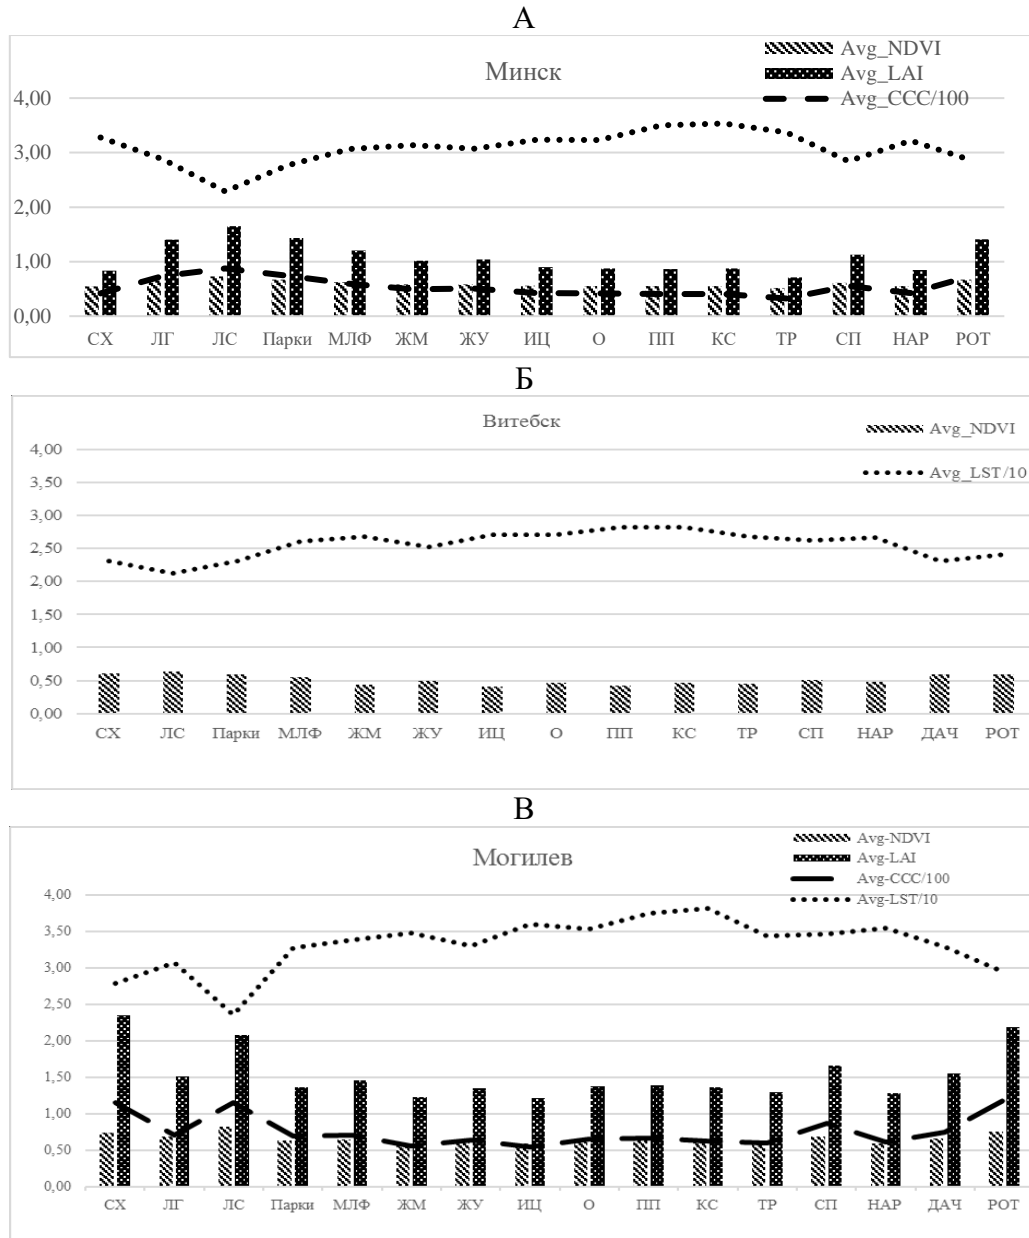 А
Минск
Avg_NDVI
Avg_LAI
Avg_CCC/100
4,00
3,00
2,00
1,00
0,00
СХ ЛГ ЛС Парки МЛФ ЖМ ЖУ ИЦ О ПП КС ТР СП НАР РОТ
Б
Витебск
Avg_NDVI
Avg_LST/10
4,00
3,50
3,00
2,50
2,00
1,50
1,00
0,50
0,00
СХ ЛС Парки МЛФ ЖМ ЖУ ИЦ О ПП КС ТР СП НАР ДАЧ РОТ
В
Могилев
Avg-NDVI
Avg-LAI
Avg-CCC/100
Avg-LST/10
4,00
3,50
3,00
2,50
2,00
1,50
1,00
0,50
0,00
СХ ЛГ ЛС Парки МЛФ ЖМ ЖУ ИЦ О ПП КС ТР СП НАР ДАЧ РОТ